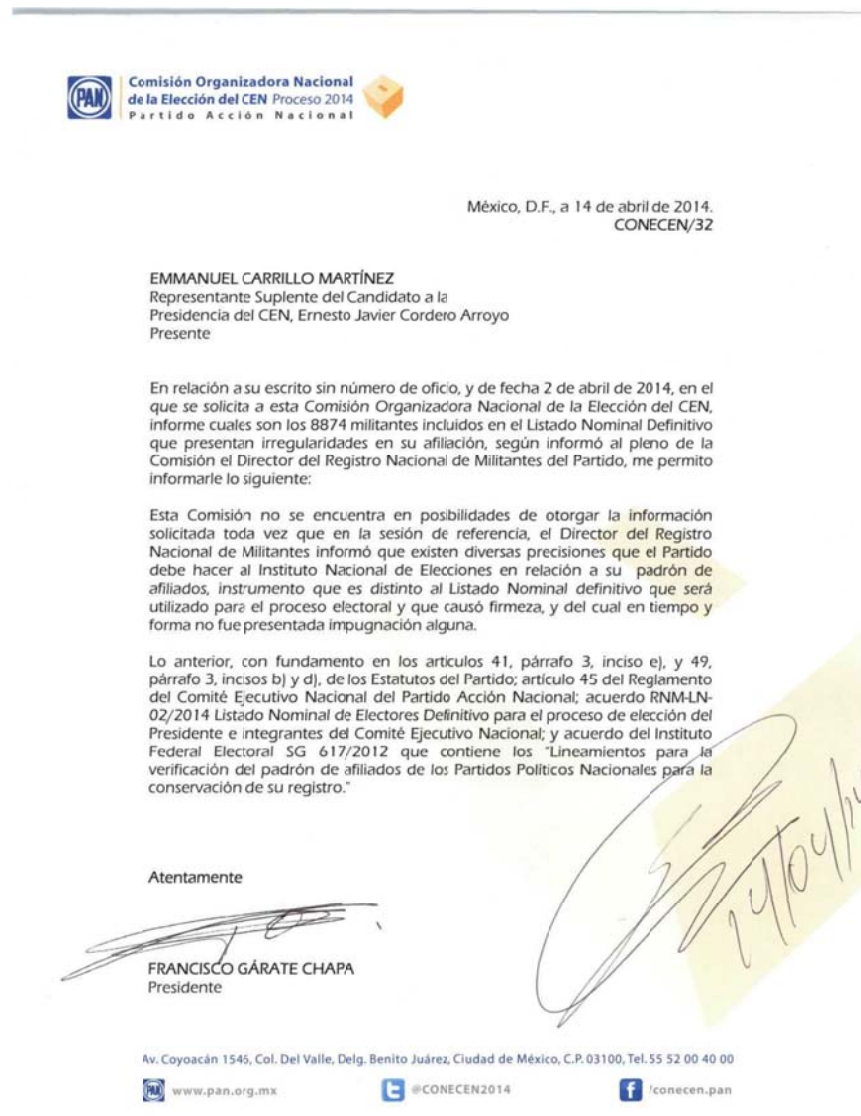 PAN
Comisión Organizadora Nacional
de la Elección del CEN Proceso 2014
Partido Acción Nacional
México, D.F., a 14 de abril de 2014.
CONECEN/32
EMMANUEL CARRILLO MARTÍNEZ
Representante Suplente del Candidato a la
Presidencia del CEN, Ernesto Javier Cordero Arroyo
Presente
En relación a su escrito sin número de oficio, y de fecha 2 de abril de 2014, en el
que se solicita a esta Comisión Organizadora Nacional de la Elección del CEN,
informe cuales son los 8874 militantes incluidos en el Listado Nominal Definitivo
que presentan irregularidades en su afiliación, según informó al pleno de la
Comisión el Director del Registro Nacional de Militantes del Partido, me permito
informarle lo siguiente:
Esta Comisión no se encuentra en posibilidades de otorgar la información
solicitada toda vez que en la sesión de referencia, el Director del Registro
Nacional de Militantes informó que existen diversas precisiones que el Partido
debe hacer al Instituto Nacional de Elecciones en relación a su padrón de
afiliados, instrumento que es distinto al Listado Nominal definitivo que será
utilizado para el proceso electoral y que causó firmeza, y del cual en tiempo y
forma no fue presentada impugnación alguna.
Lo anterior, con fundamento en los artículos 41, párrafo 3, inciso e), y 49,
párrafo 3, incisos b) y d), de los Estatutos del Partido; artículo 45 del Reglamento
del Comité Ejecutivo Nacional del Partido Acción Nacional; acuerdo RNM-LN-
02/2014 Listado Nominal de Electores Definitivo para el proceso de elección del
Presidente e integrantes del Comité Ejecutivo Nacional; y acuerdo del Instituto
Federal Electoral SG 617/2012 que contiene los "Lineamientos para la
verificación del padrón de afiliados de los Partidos Políticos Nacionales para la
conservación de su registro."
Atentamente
FRANCISCO GÁRATE CHAPA
Presidente
Av. Coyoacán 1546, Col. Del Valle, Delg. Benito Juárez, Ciudad de México, C.P. 03100, Tel. 55 52 00 40 00
PAN www.pan.org.mx @CONECEN2014 /conecen.pan